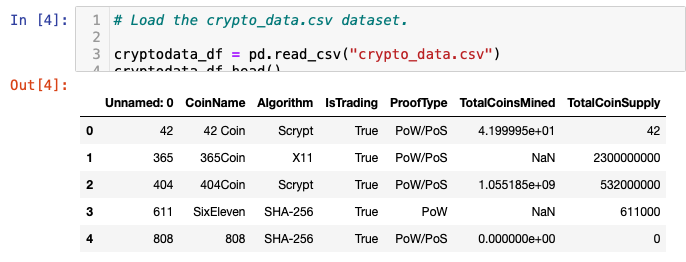 In [4]:
1 # Load the crypto_data.csv dataset.
2
3 cryptodata_df = pd.read_csv("crypto_data.csv")
4 cryptodata_df.head()
Out[4]:
Unnamed: 0 CoinName Algorithm IsTrading ProofType TotalCoinsMined TotalCoinSupply
0 42 42 Coin Scrypt True PoW/PoS 4.199995e+01 42
1 365 365Coin X11 True PoW/PoS NaN 2300000000
2 404 404Coin Scrypt True PoW/PoS 1.055185e+09 532000000
3 611 SixEleven SHA-256 True PoW NaN 611000
4 808 808 SHA-256 True PoW/PoS 0.000000e+00 0